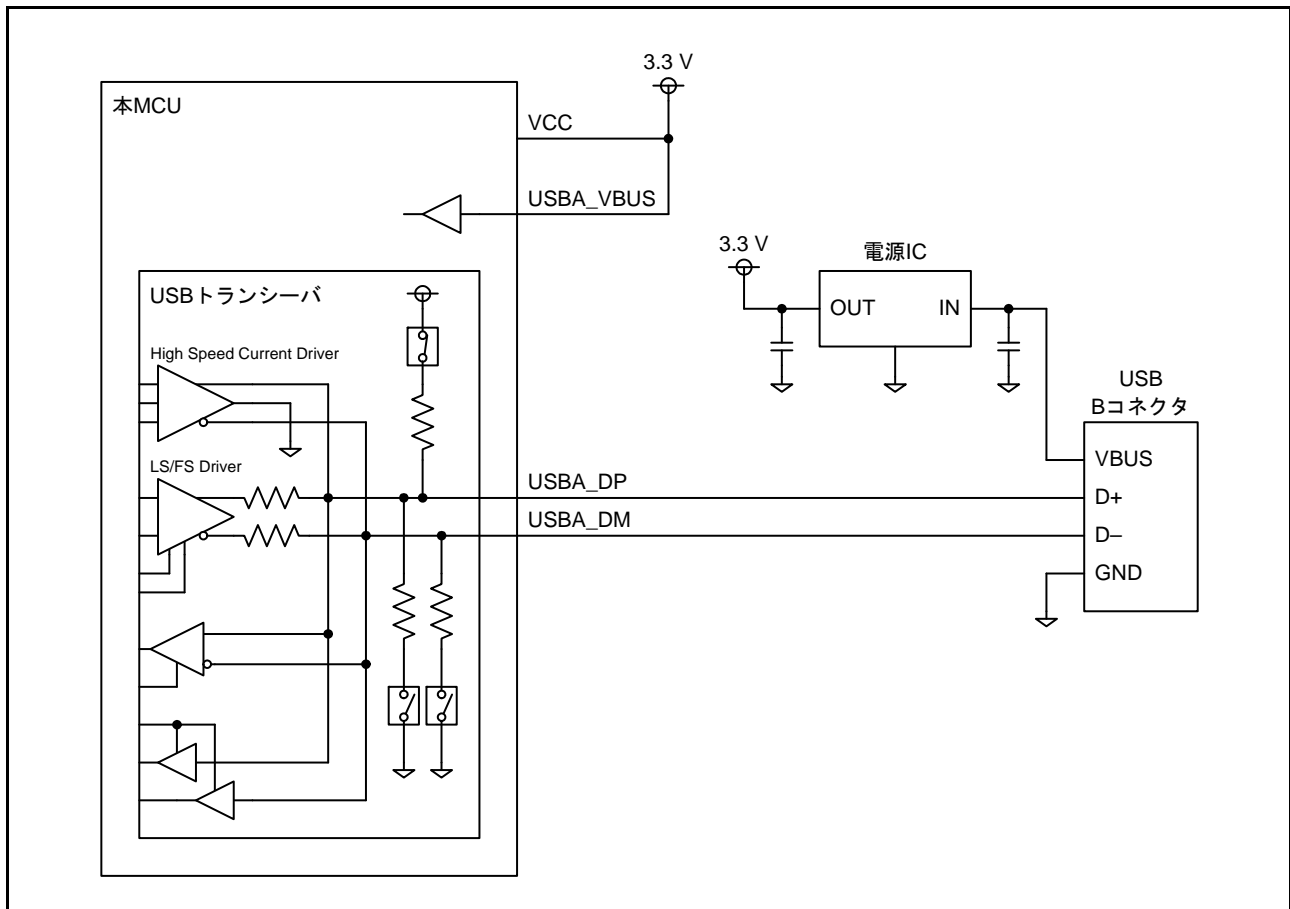 3.3 V
本MCU
VCC
USBA_VBUS
3.3 V
電源IC
OUT
IN
USBトランシーバ
High Speed Current Driver
USB
Bコネクタ
VBUS
LS/FS Driver
USBA_DP
D+
USBA_DM
D–
GND